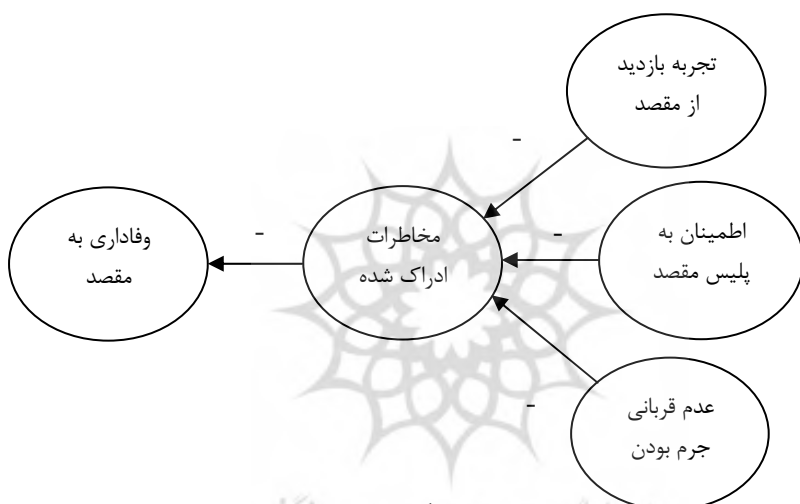 تجربه بازدید
از مقصد
-
اطمینان به
پلیس مقصد
-
مخاطرات
ادراک شده
-
وفاداری به
مقصد
عدم قربانی
جرم بودن
-